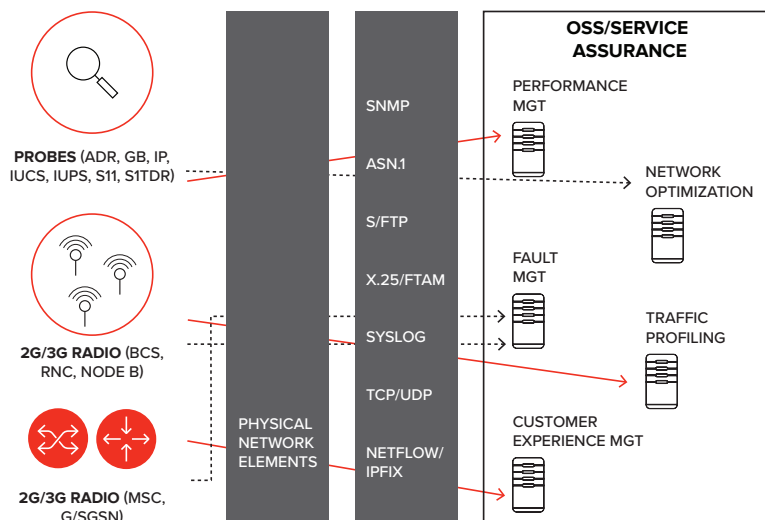 PROBES (ADR, GB, IP,
IUCS, IUPS, S11, S1TDR)
2G/3G RADIO (BCS,
RNC, NODE B)
2G/3G RADIO (MSC,
G/SGSN)
PHYSICAL
NETWORK
ELEMENTS
SNMP
ASN.1
S/FTP
X.25/FTAM
SYSLOG
TCP/UDP
NETFLOW/
IPFIX
OSS/SERVICE
ASSURANCE
PERFORMANCE
MGT
NETWORK
OPTIMIZATION
FAULT
MGT
TRAFFIC
PROFILING
CUSTOMER
EXPERIENCE MGT